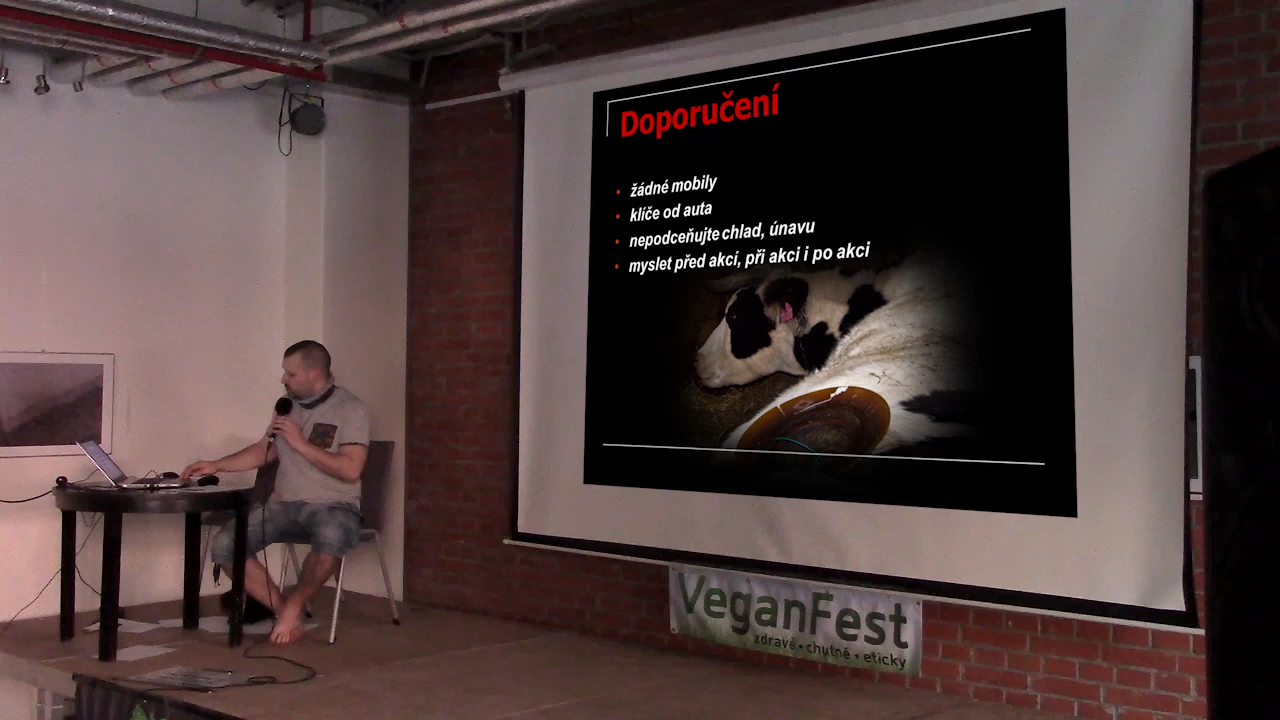 Doporučení
• žádné mobily
• klíče od auta
• nepodceňujte chlad, únavu
• myslet před akcí, při akci i po akci
VeganFest
zdravě • chutně • eticky